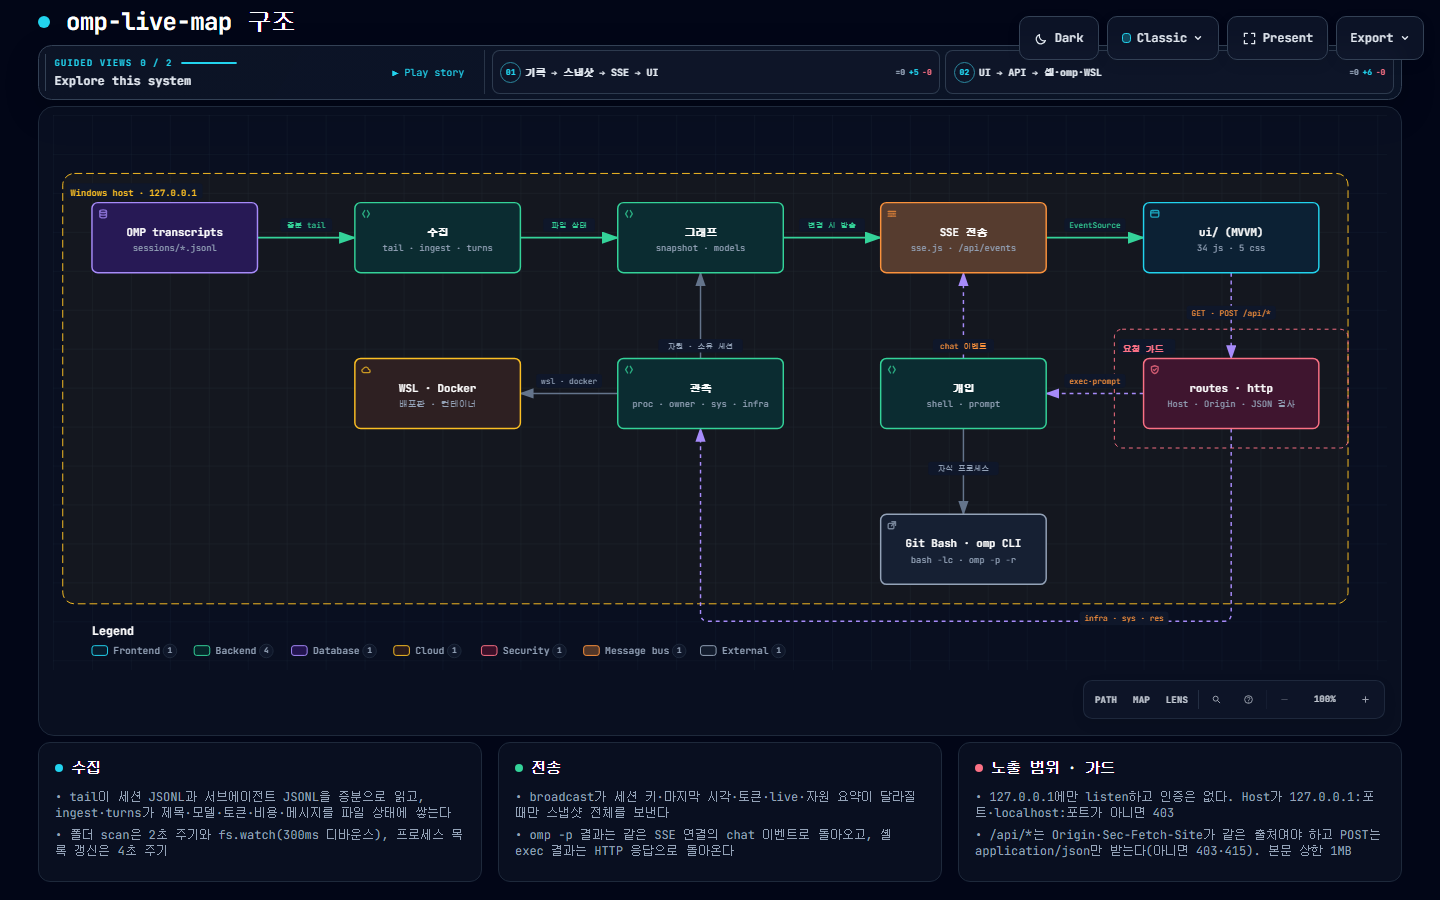 omp-live-map 구조
Dark
Classic
Present
Export
GUIDED VIEWS 0 / 2
Explore this system
▶ Play story
01 기록 → 스냅샷 → SSE → UI
=0 +5 -0
02 UI → API → 셸·omp·WSL
=0 +6 -0
Windows host · 127.0.0.1
OMP transcripts
sessions/*.jsonl
증분 tail
수집
tail · ingest · turns
파일 상태
그래프
snapshot · models
변경 시 발송
SSE 전송
sse.js · /api/events
EventSource
ui/ (MVVM)
34 js · 5 css
GET · POST /api/*
자원 · 소유 세션
chat 이벤트
요청 가드
WSL · Docker
배포판 · 컨테이너
wsl · docker
관측
proc · owner · sys · infra
개입
shell · prompt
exec·prompt
routes · http
Host · Origin · JSON 검사
자식 프로세스
Git Bash · omp CLI
bash -lc · omp -p -r
infra · sys · res
Legend
Frontend 1
Backend 4
Database 1
Cloud 1
Security 1
Message bus 1
External 1
PATH
MAP
LENS
100%
수집
• tail이 세션 JSONL과 서브에이전트 JSONL을 증분으로 읽고,
ingest·turns가 제목·모델·토큰·비용·메시지를 파일 상태에 쌓는다
• 폴더 scan은 2초 주기와 fs.watch(300ms 디바운스), 프로세스 목
록 갱신은 4초 주기
전송
• broadcast가 세션 키·마지막 시각·토큰·live·자원 요약이 달라질
때만 스냅샷 전체를 보낸다
• omp -p 결과는 같은 SSE 연결의 chat 이벤트로 돌아오고, 셸
exec 결과는 HTTP 응답으로 돌아온다
노출 범위 · 가드
• 127.0.0.1에만 listen하고 인증은 없다. Host가 127.0.0.1:포
트·localhost:포트가 아니면 403
• /api/*는 Origin·Sec-Fetch-Site가 같은 출처여야 하고 POST는
application/json만 받는다(아니면 403·415). 본문 상한 1MB